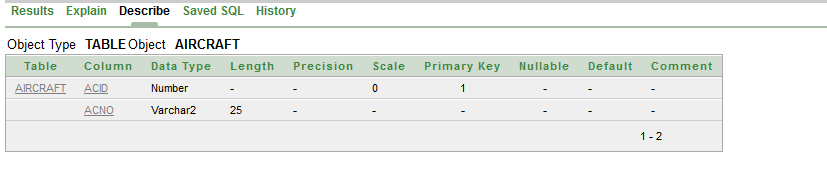 Results Explain Describe Saved SQL History
Object Type TABLE Object AIRCRAFT
Table Column Data Type Length Precision Scale Primary Key Nullable Default Comment
AIRCRAFT ACID Number - - 0 1 - - -
ACNO Varchar2 25 - - - - - -
1 - 2